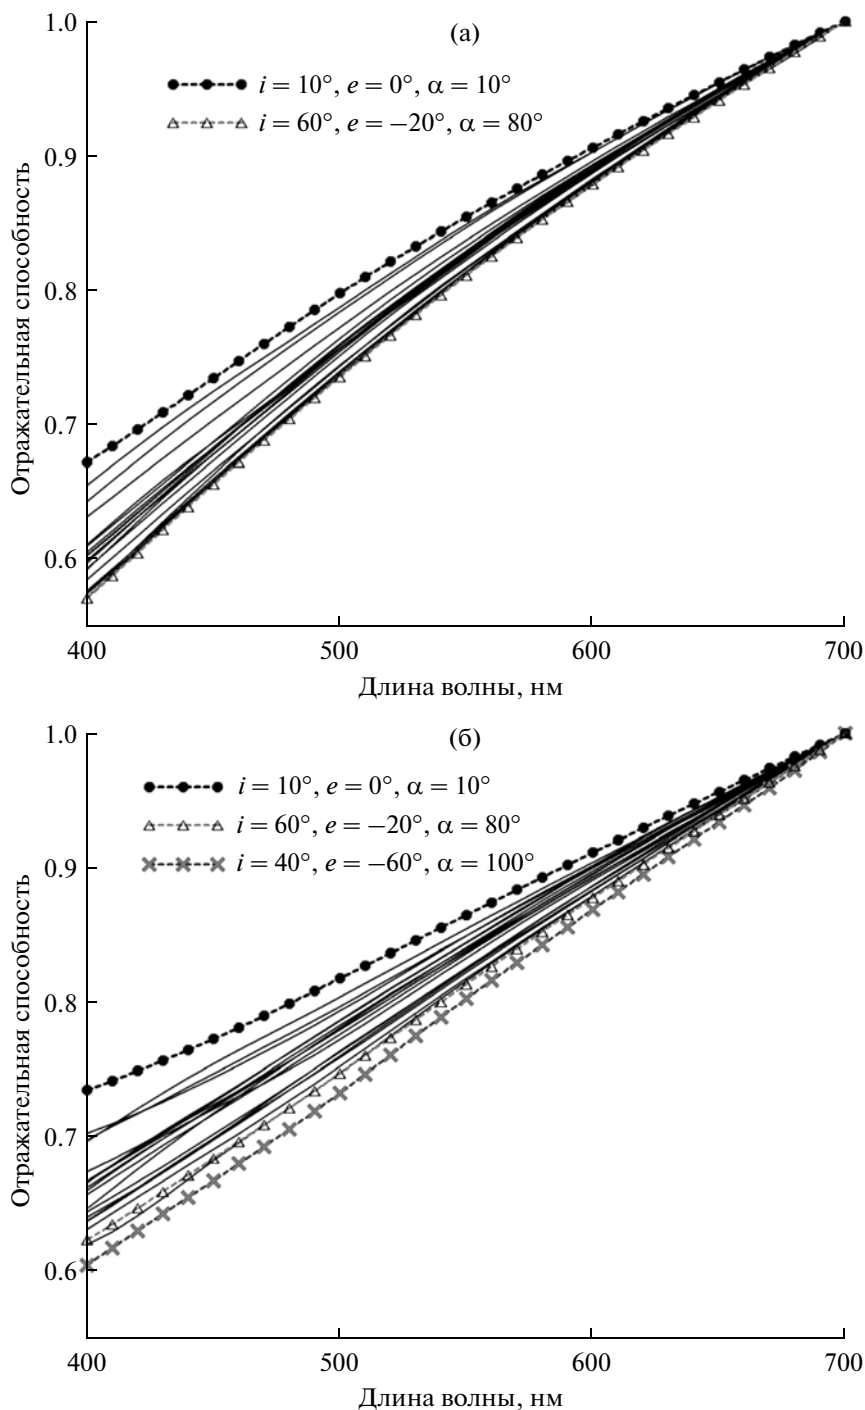 (а)
1.0
i = 10°, e = 0°, α = 10°
i = 60°, e = −20°, α = 80°
0.9
0.8
0.7
0.6
Отражательная способность
400
500
600
700
Длина волны, нм
(б)
1.0
i = 10°, e = 0°, α = 10°
i = 60°, e = −20°, α = 80°
i = 40°, e = −60°, α = 100°
0.9
0.8
0.7
0.6
Отражательная способность
400
500
600
700
Длина волны, нм